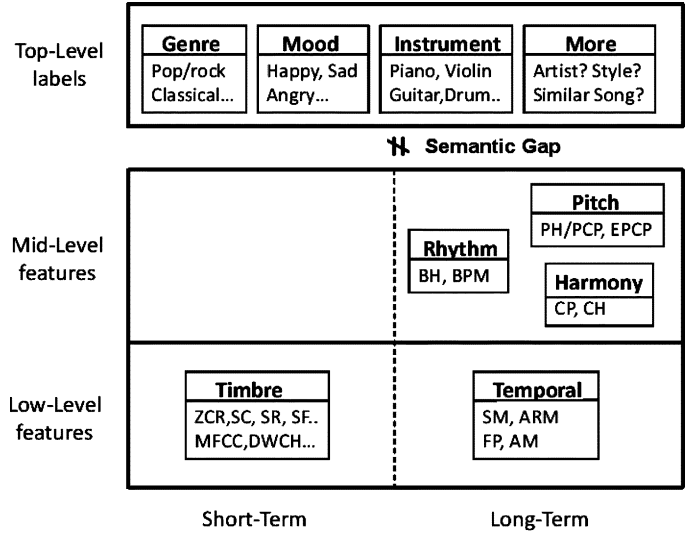 Top-Level
labels
Genre
Pop/rock
Classical...
Mood
Happy, Sad
Angry...
Instrument
Piano, Violin
Guitar,Drum..
More
Artist? Style?
Similar Song?
Semantic Gap
Mid-Level
features
Pitch
PH/PCP, EPCP
Rhythm
BH, BPM
Harmony
CP, CH
Low-Level
features
Timbre
ZCR,SC, SR, SF..
MFCC,DWCH...
Temporal
SM, ARM
FP, AM
Short-Term
Long-Term